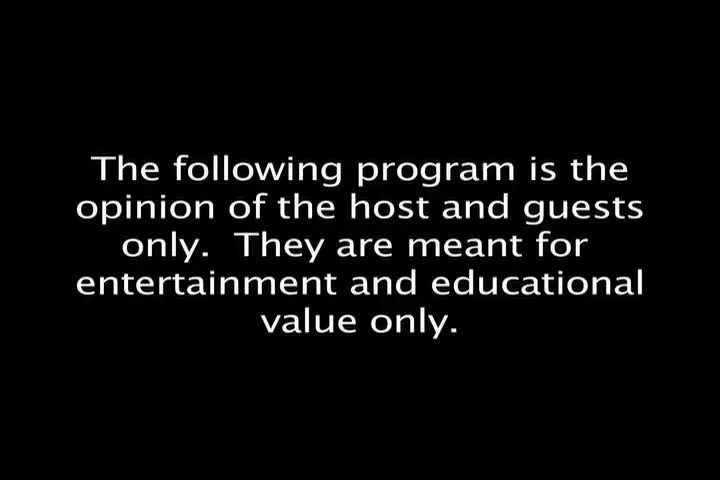 The following program is the
opinion of the host and guests
only.  They are meant for
entertainment and educational
value only.